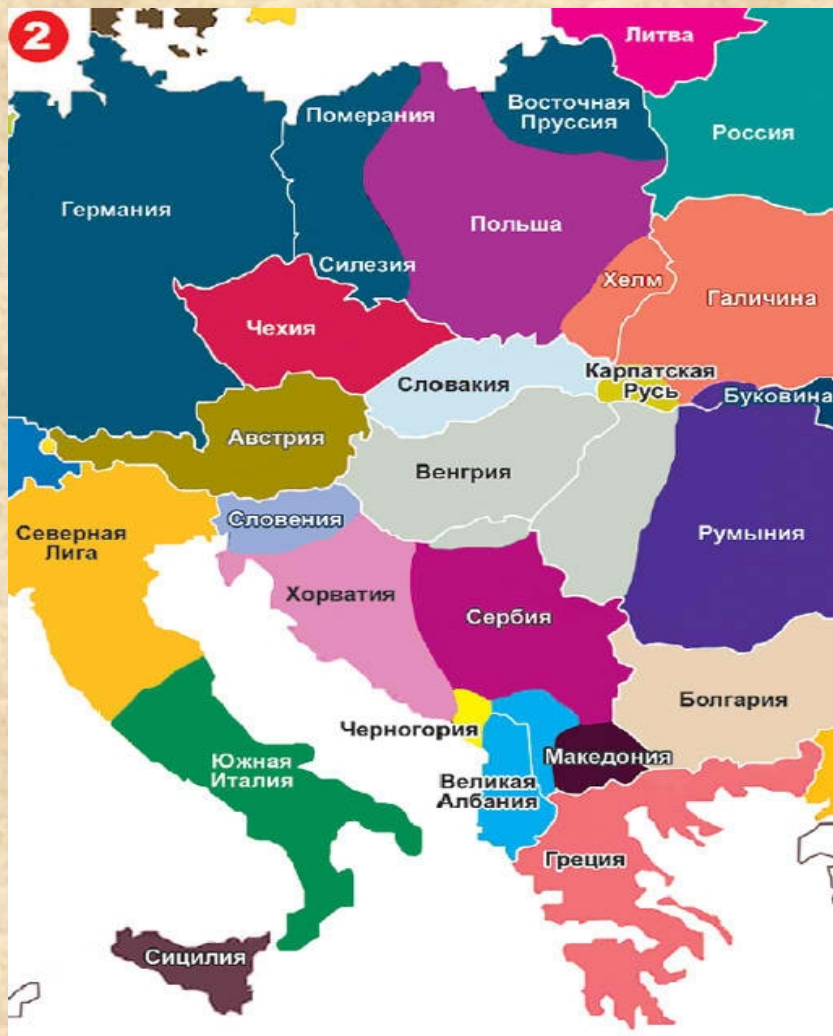 2
Литва
Померания
Восточная
Пруссия
Россия
Германия
Польша
Силезия
Хелм
Галичина
Чехия
Карпатская
Русь
Словакия
Буковина
Австрия
Венгрия
Словения
Северная
Лига
Румыния
Хорватия
Сербия
Болгария
Черногория
Македония
Южная
Италия
Великая
Албания
Греция
Сицилия